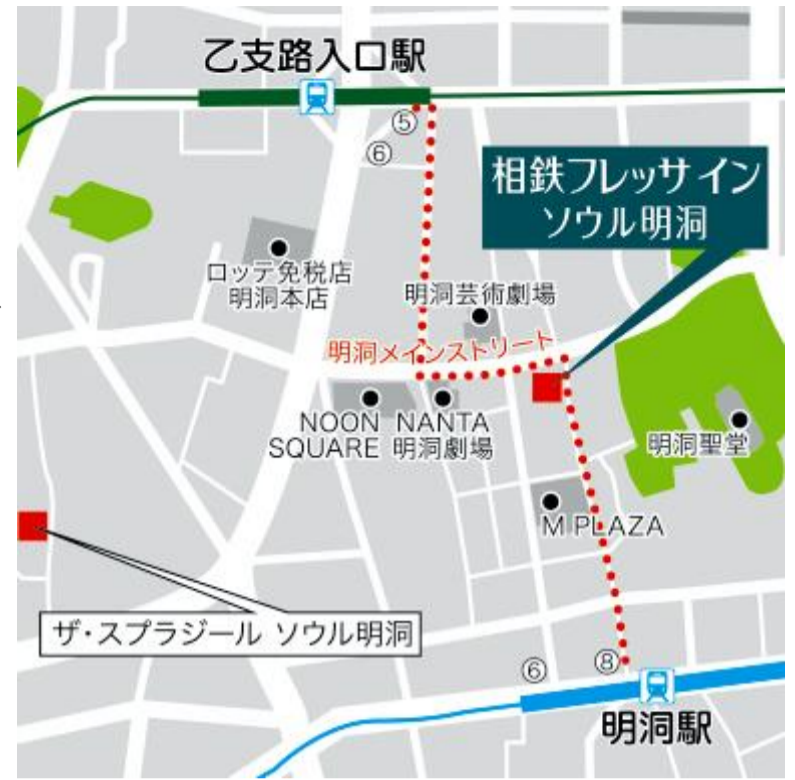 乙支路入口駅
⑤
⑥
相鉄フレッサイン
ソウル明洞
ロッテ免税店
明洞本店
明洞芸術劇場
明洞メインストリート
NOON
SQUARE
NANTA
明洞劇場
明洞聖堂
M PLAZA
ザ・スプラジール ソウル明洞
⑥
⑧
明洞駅